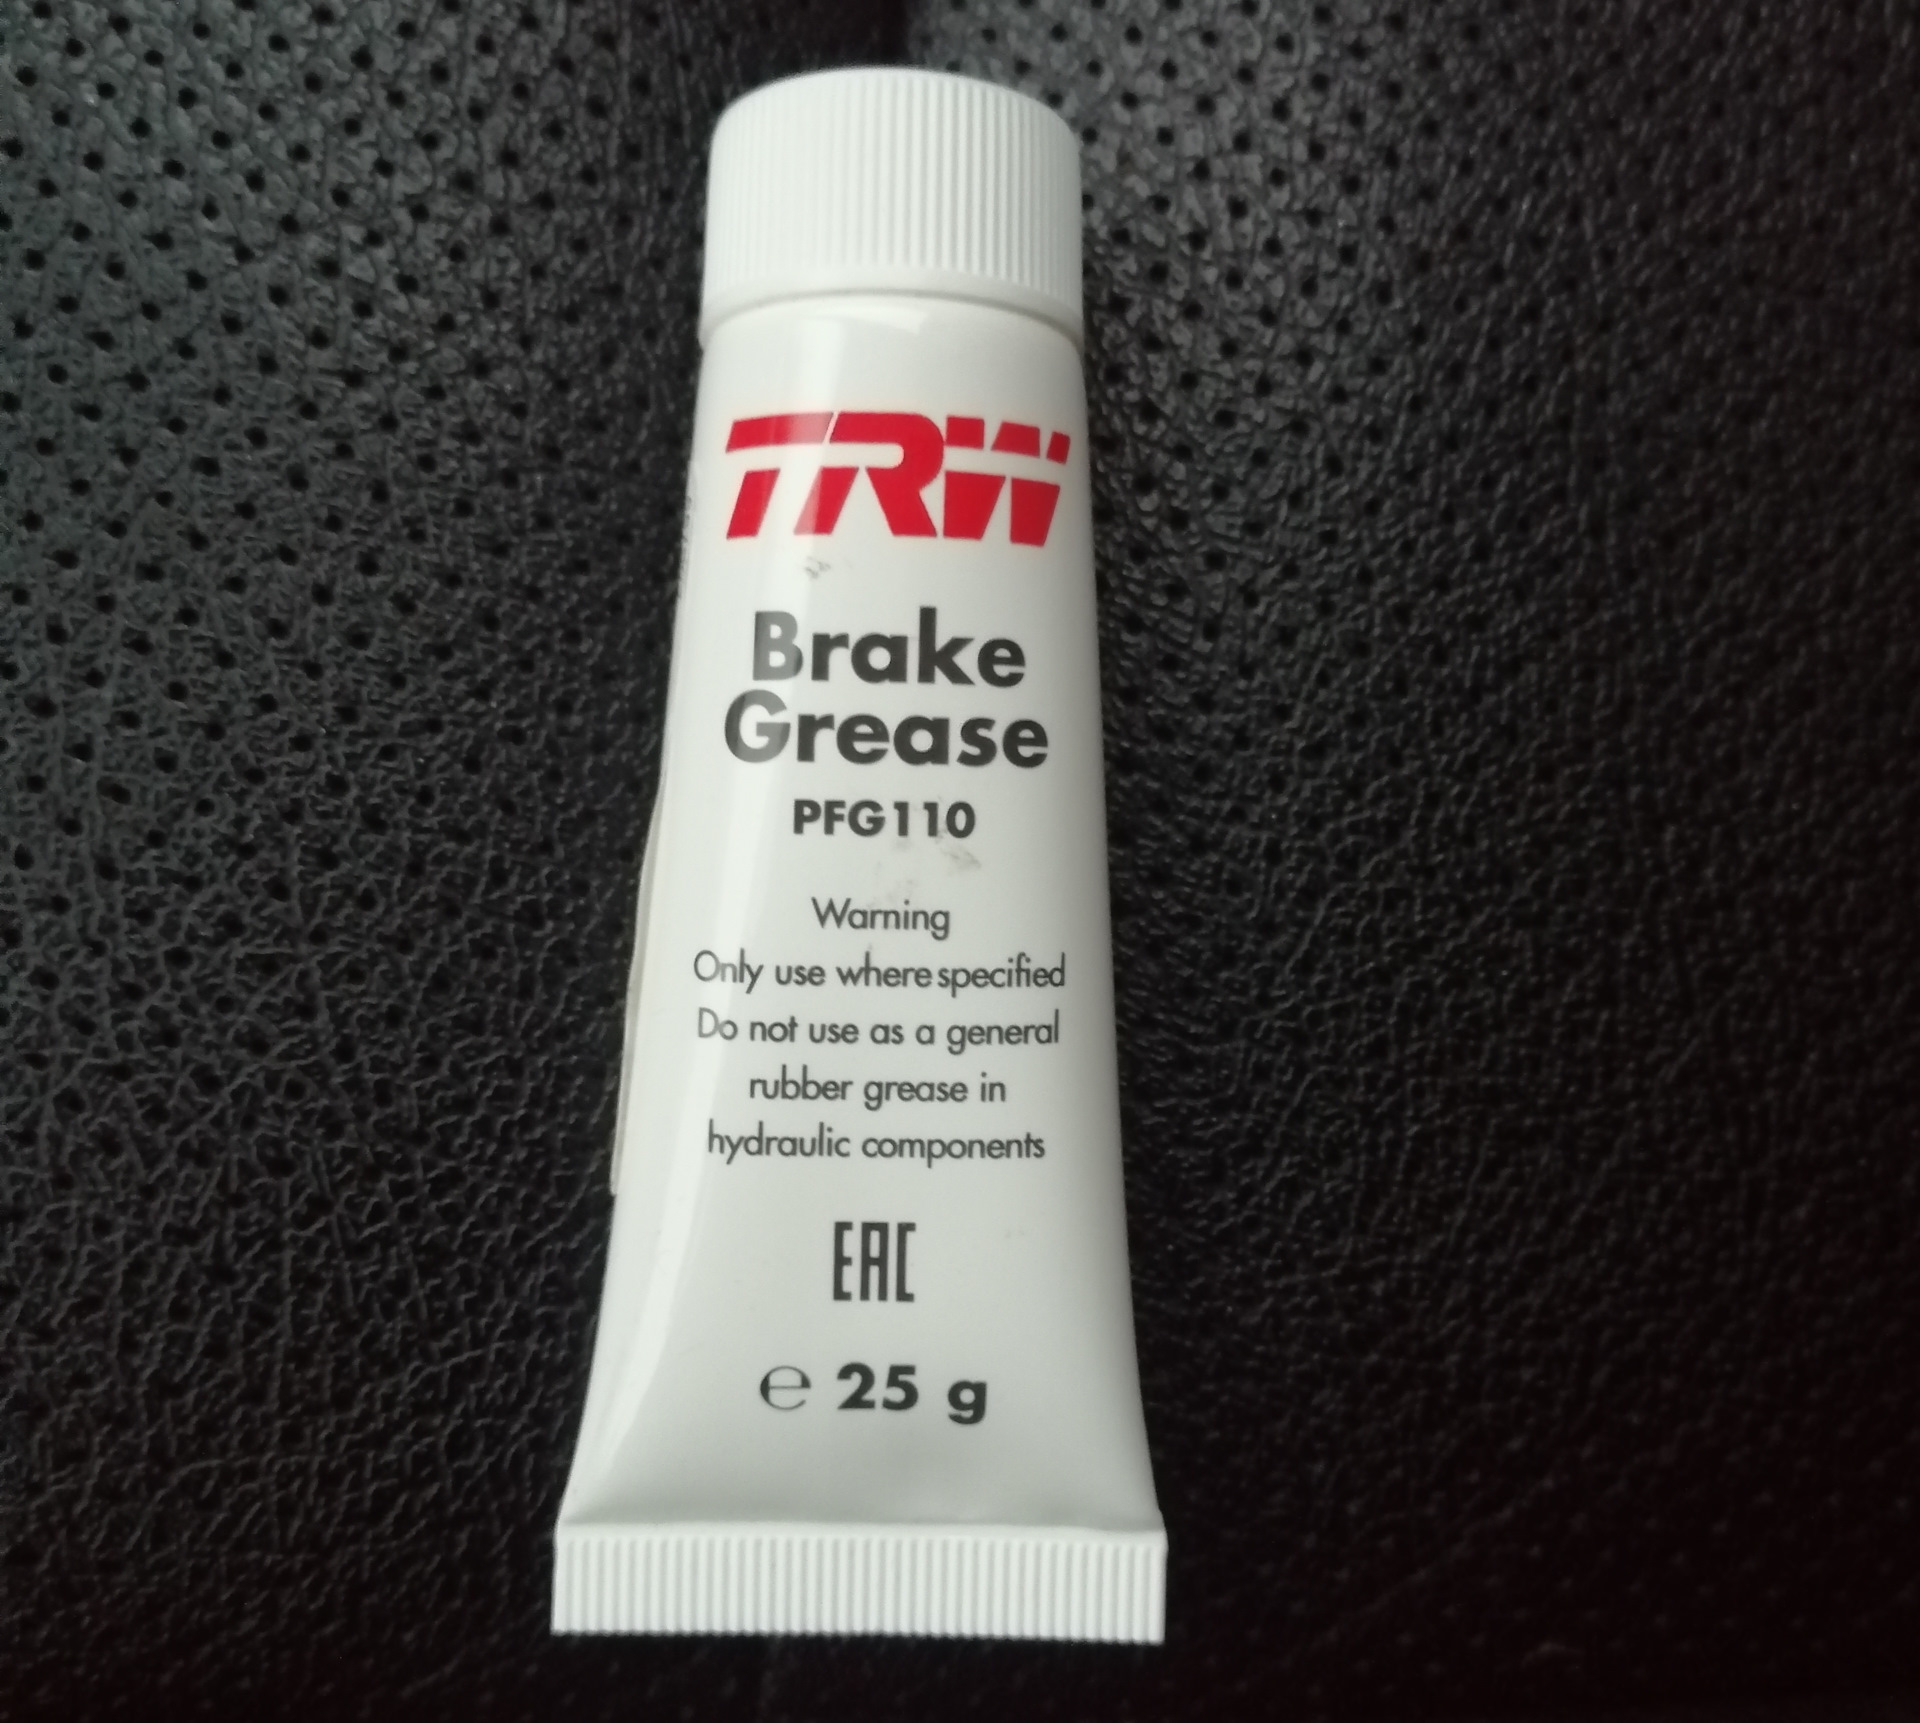 TRW
Brake
Grease
PFG110
Warning
Only use where specified
Do not use as a general
rubber grease in
hydraulic components
EAC
℮ 25 g